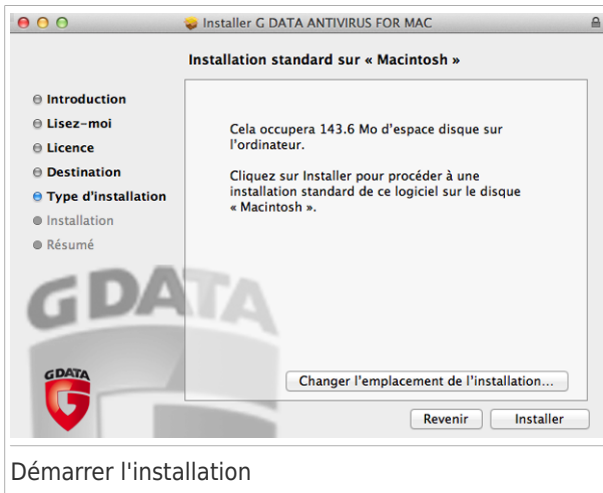 Installer G DATA ANTIVIRUS FOR MAC
Installation standard sur « Macintosh »
Introduction
Lisez-moi
Licence
Destination
Type d'installation
Installation
Résumé
Cela occupera 143.6 Mo d'espace disque sur
l'ordinateur.
Cliquez sur Installer pour procéder à une
installation standard de ce logiciel sur le disque
« Macintosh ».
GDATA
GDATA
Changer l'emplacement de l'installation...
Revenir
Installer
Démarrer l'installation